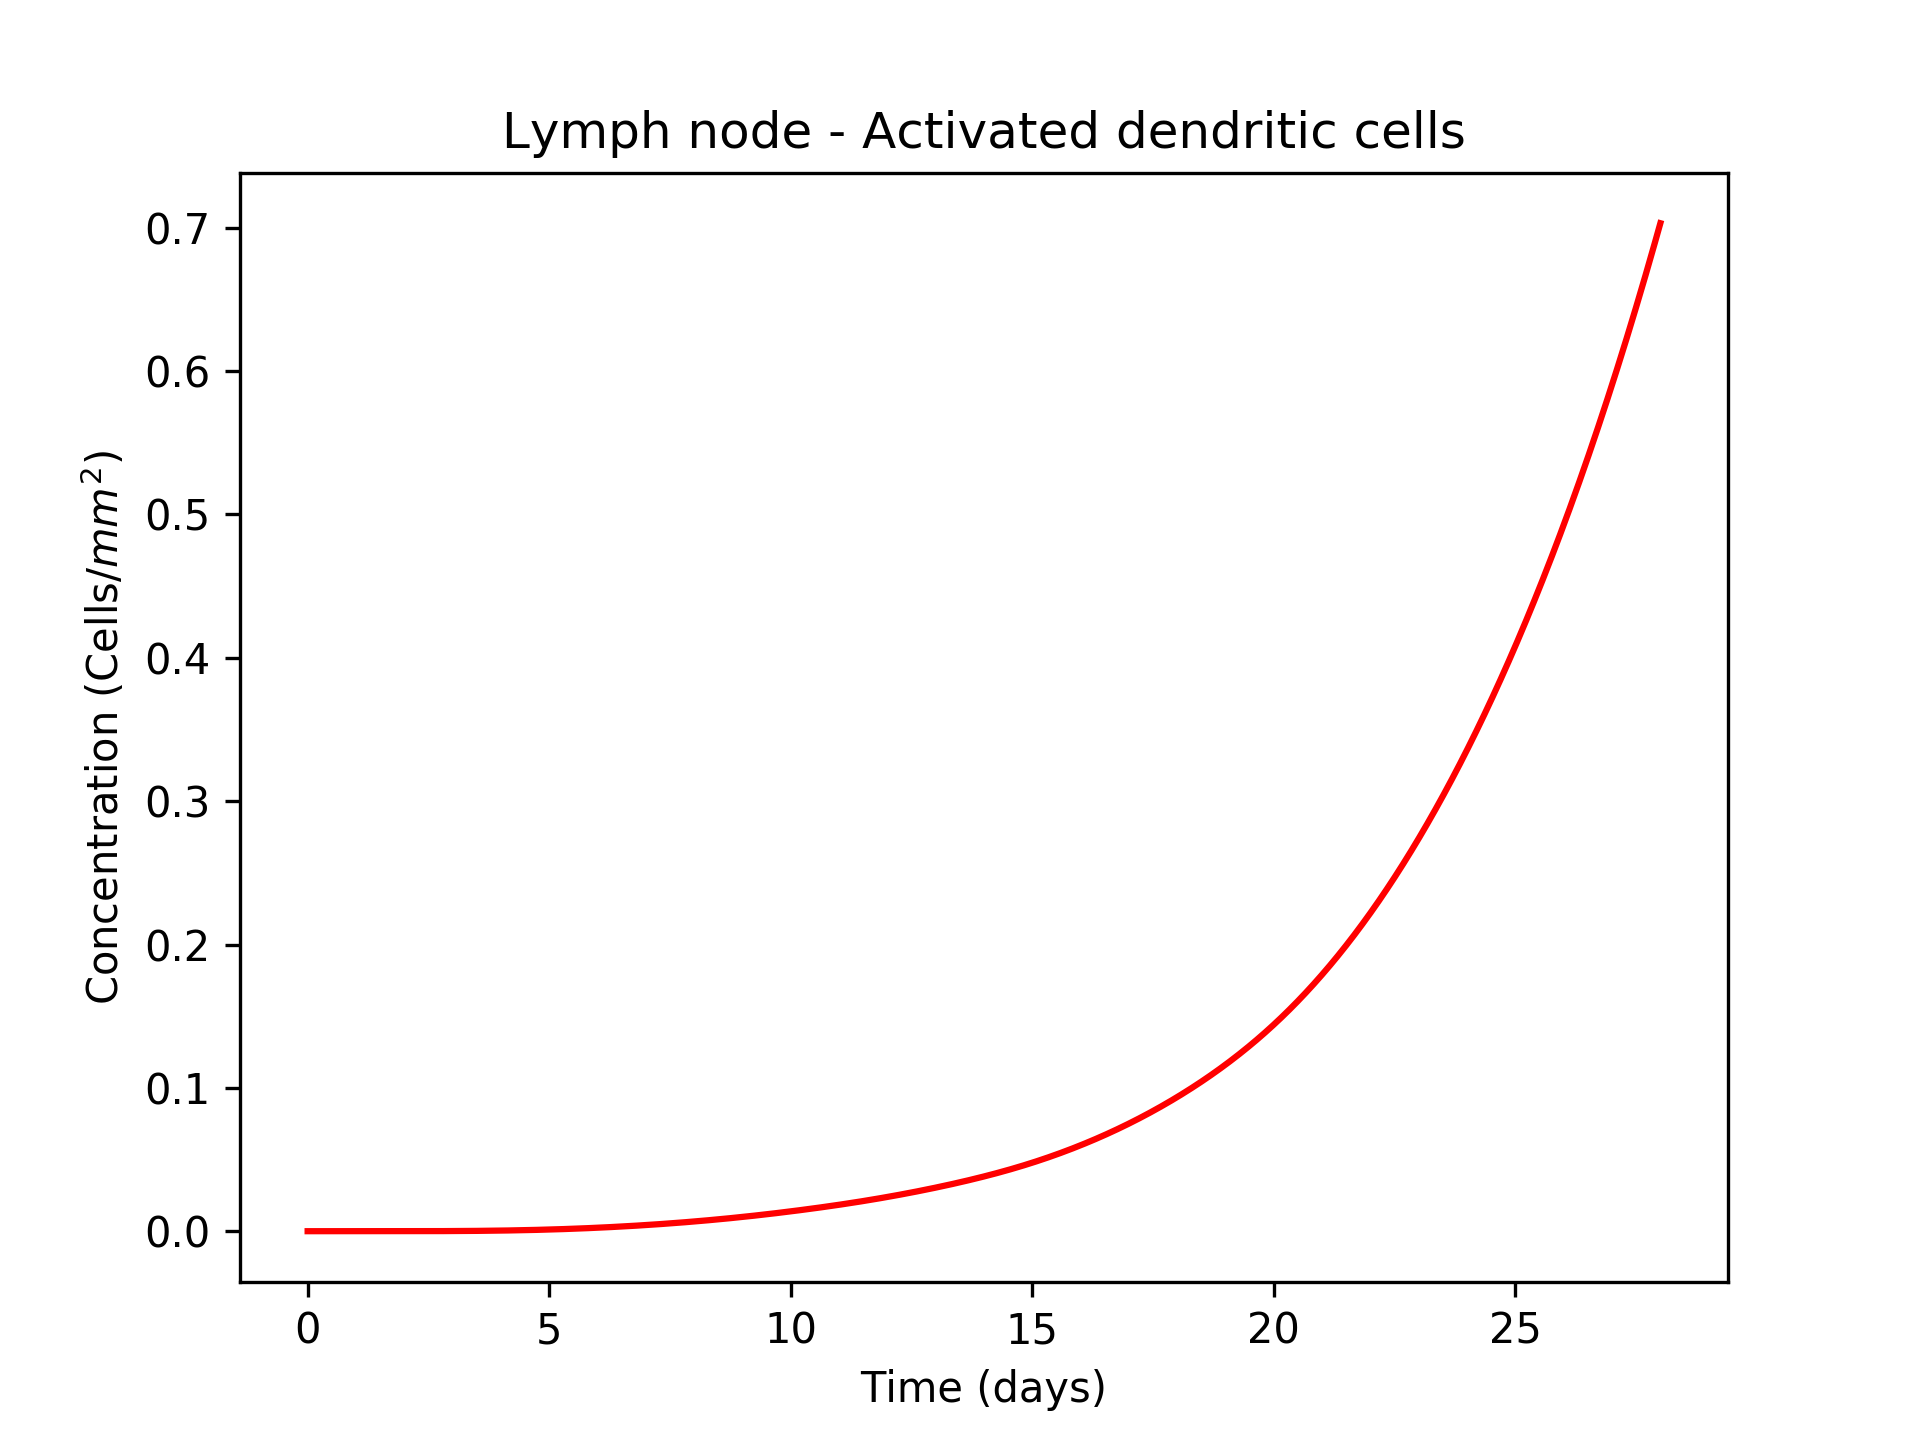 Lymph node - Activated dendritic cells
Concentration (Cells/mm²)
0.7
0.6
0.5
0.4
0.3
0.2
0.1
0.0
0 5 10 15 20 25
Time (days)